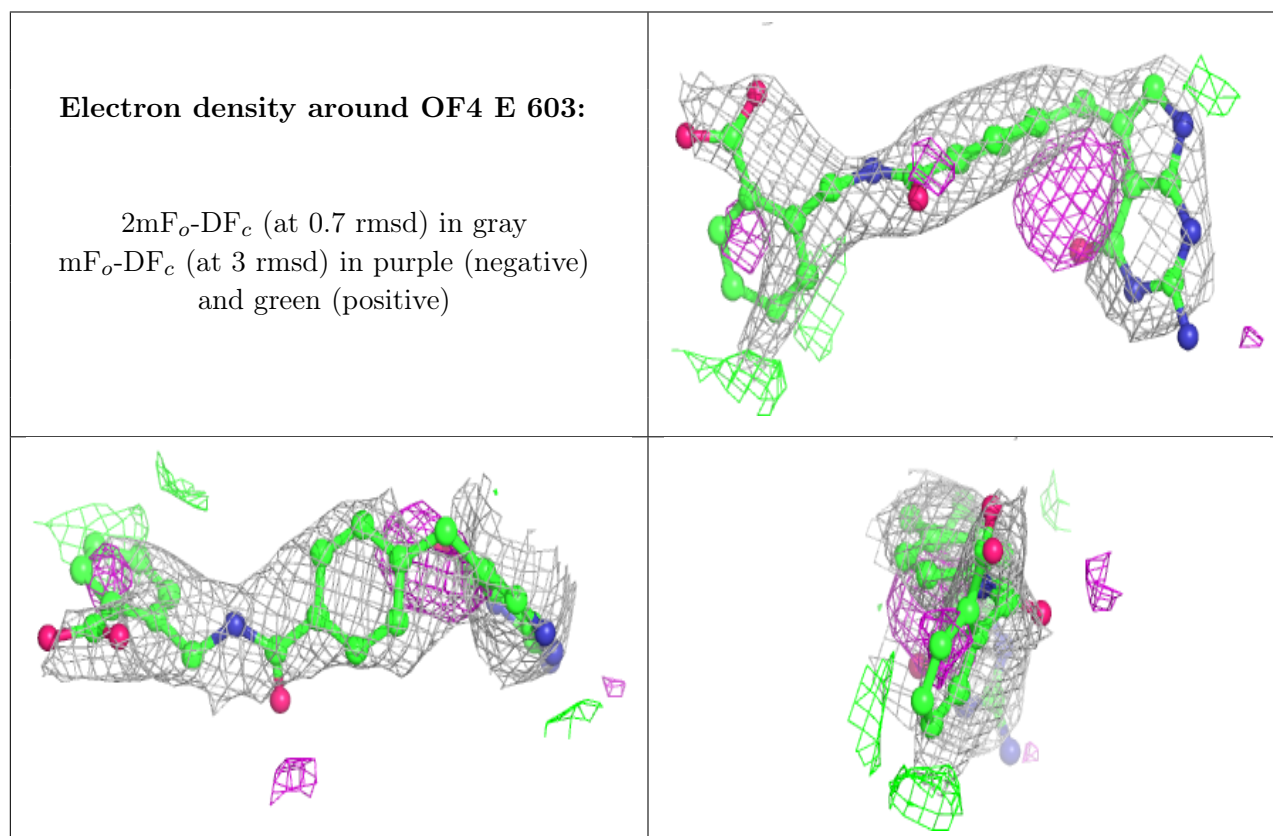 Electron density around OF4 E 603:
2mFₒ-DF𝒸 (at 0.7 rmsd) in gray
mFₒ-DF𝒸 (at 3 rmsd) in purple (negative)
and green (positive)